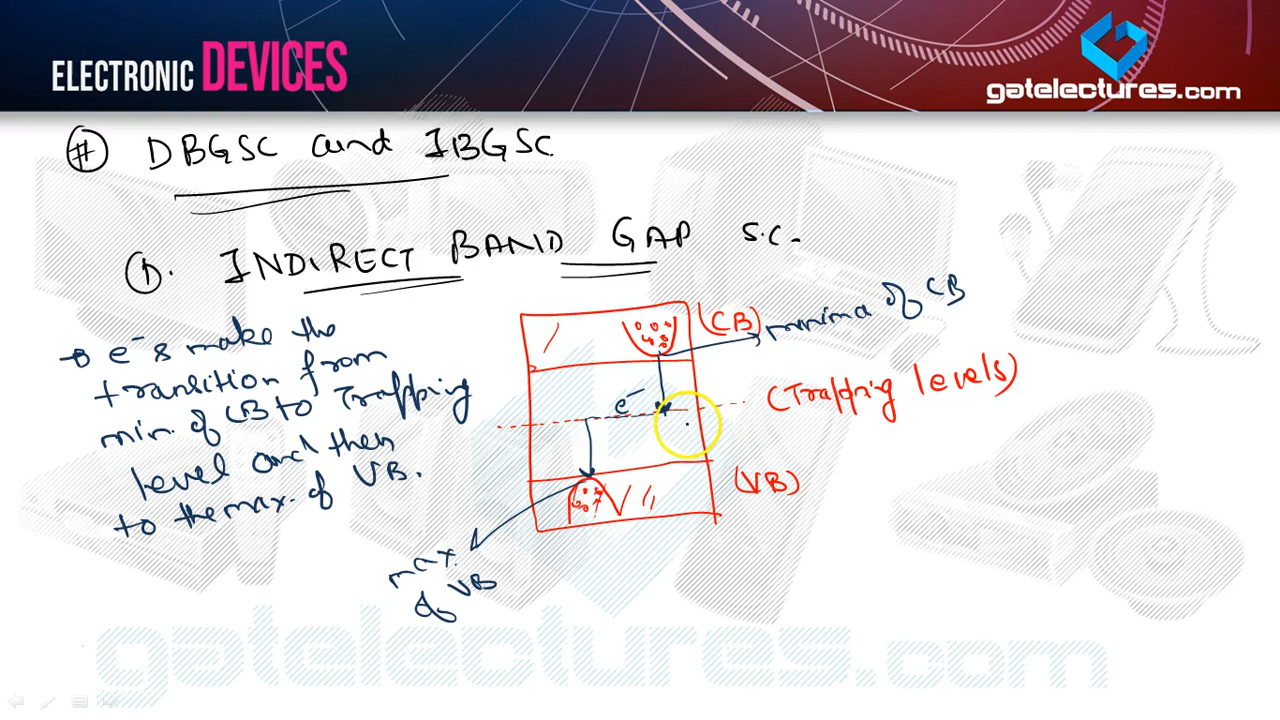 ELECTRONIC DEVICES
gatelectures.com
# DBGSC and IBGSC
1. INDIRECT BAND GAP S.C.
→ e⁻s make the
transition from
min. of CB to Trapping
level and then
to the max. of VB.
(CB)
minima of CB
e⁻
(Trapping levels)
(VB)
max.
of VB
gatelectures.com